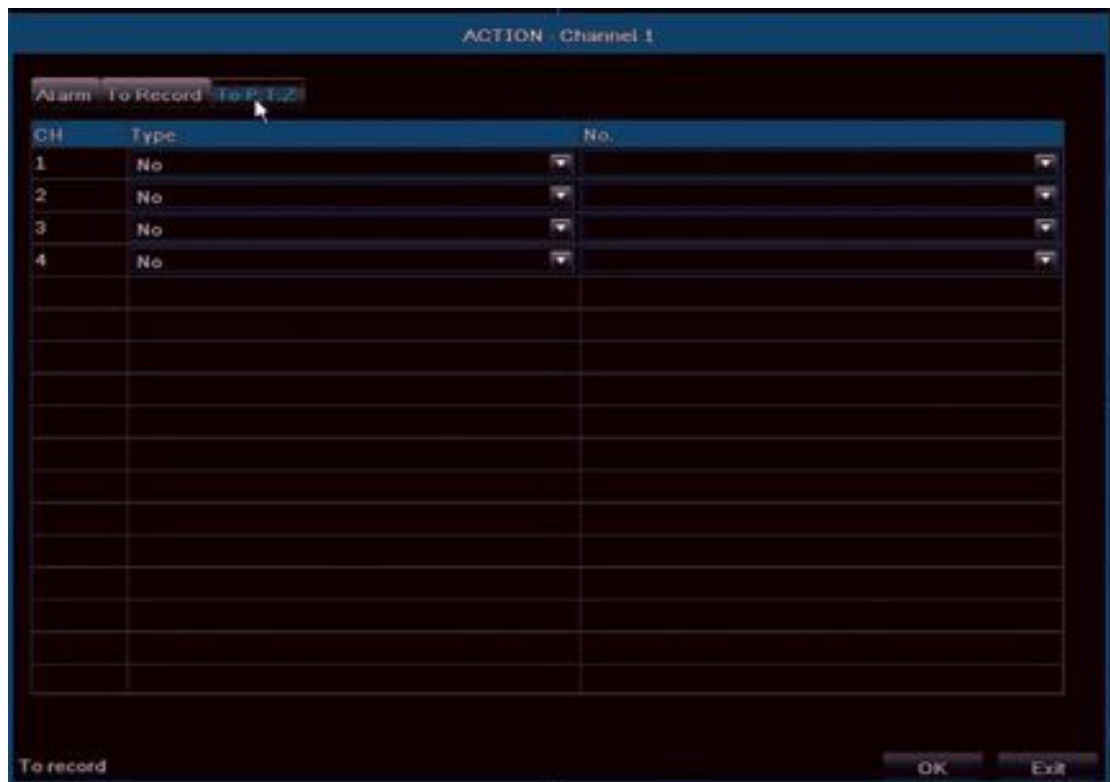 ACTION - Channel 1
Alarm To Record To P.T.Z
CH Type No.
1 No
2 No
3 No
4 No
To record OK Exit